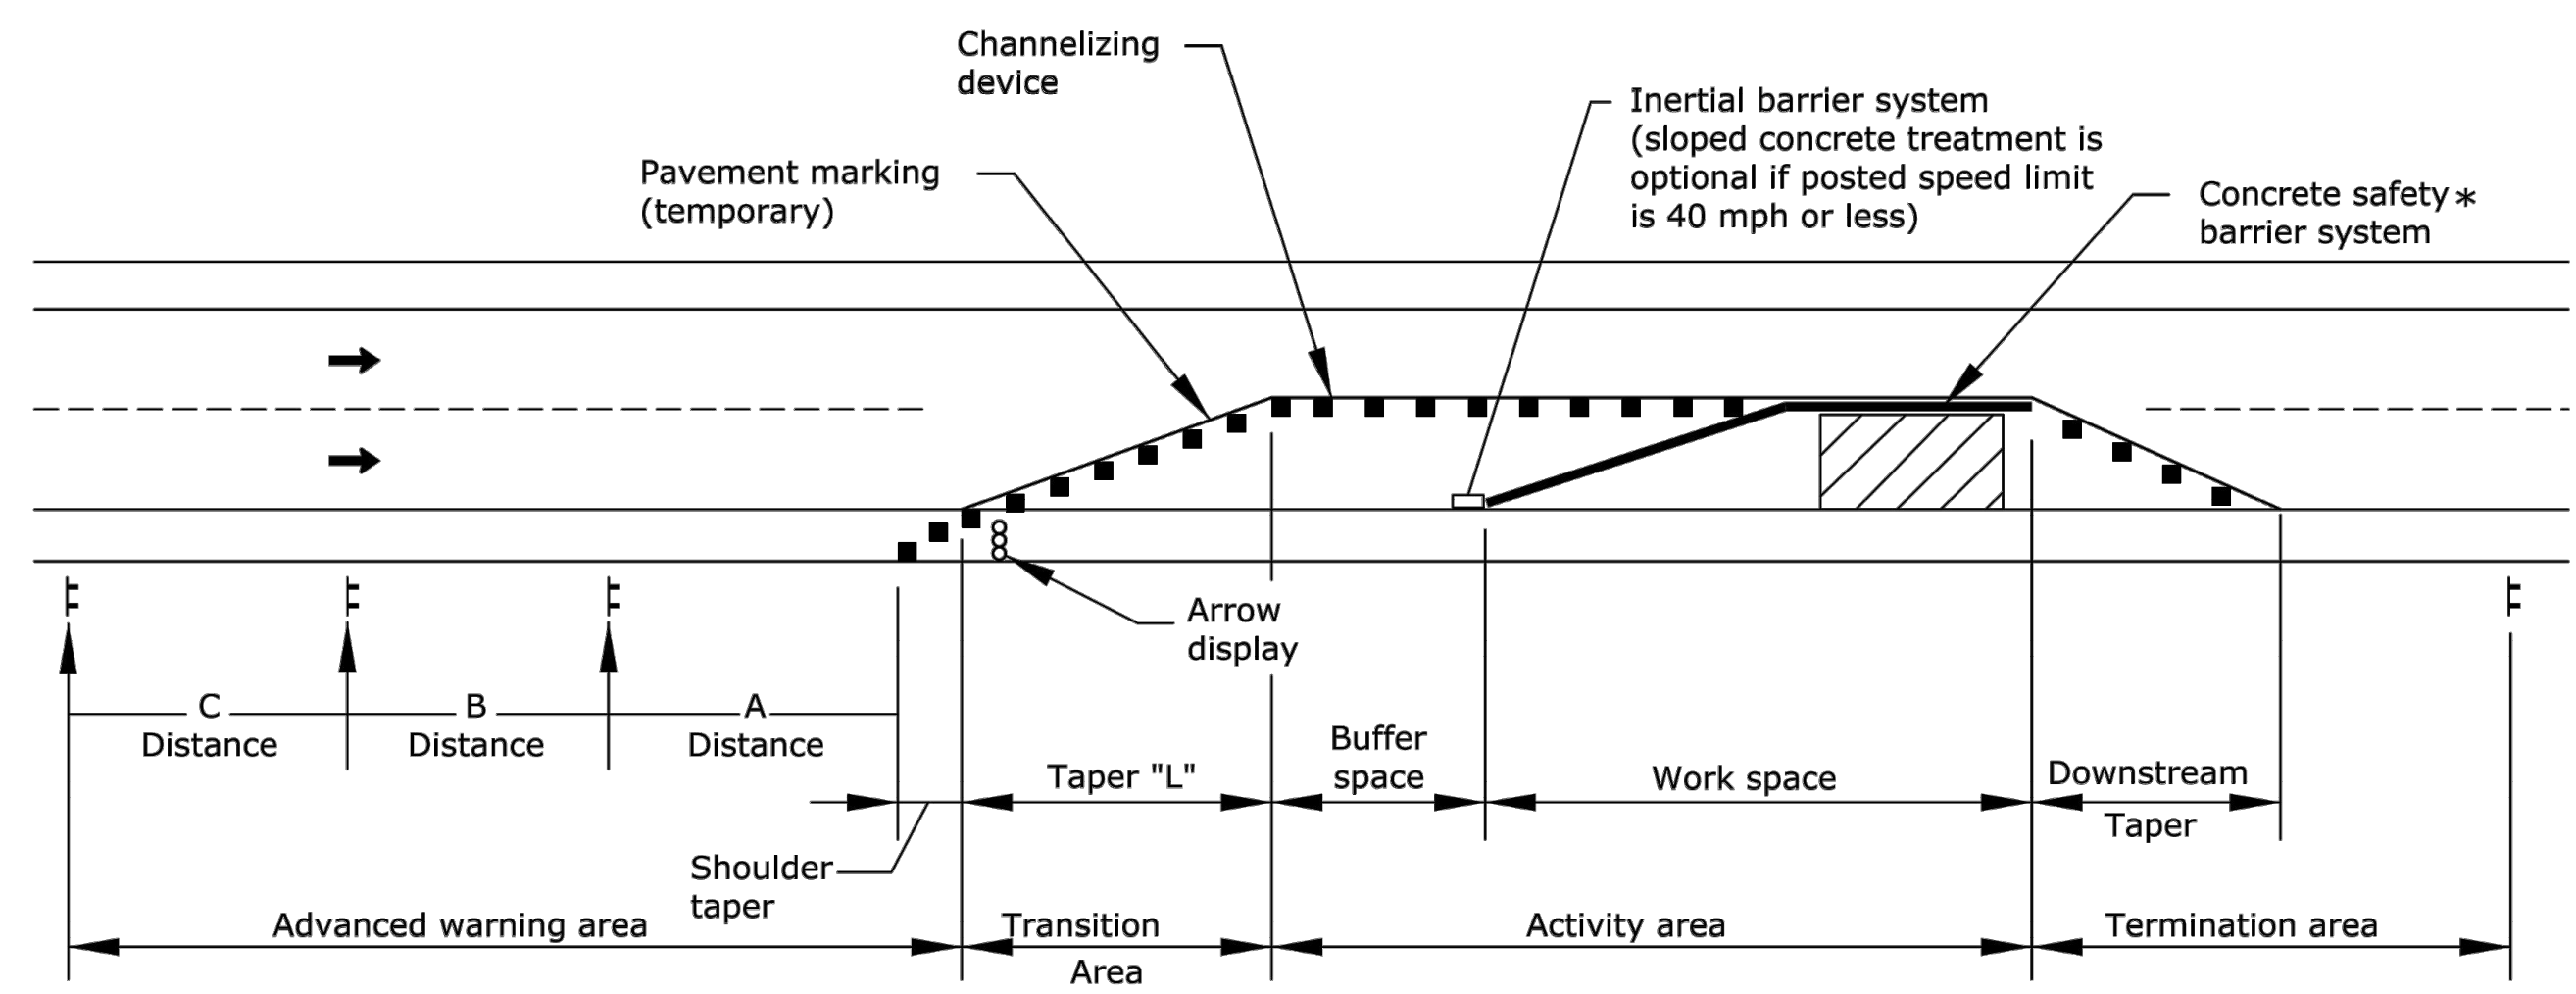 Channelizing
device
Inertial barrier system
(sloped concrete treatment is
optional if posted speed limit
is 40 mph or less)
Pavement marking
(temporary)
Concrete safety*
barrier system
Arrow
display
C
Distance
B
Distance
A
Distance
Taper "L"
Buffer
space
Work space
Downstream
Taper
Shoulder
taper
Advanced warning area
Transition
Area
Activity area
Termination area